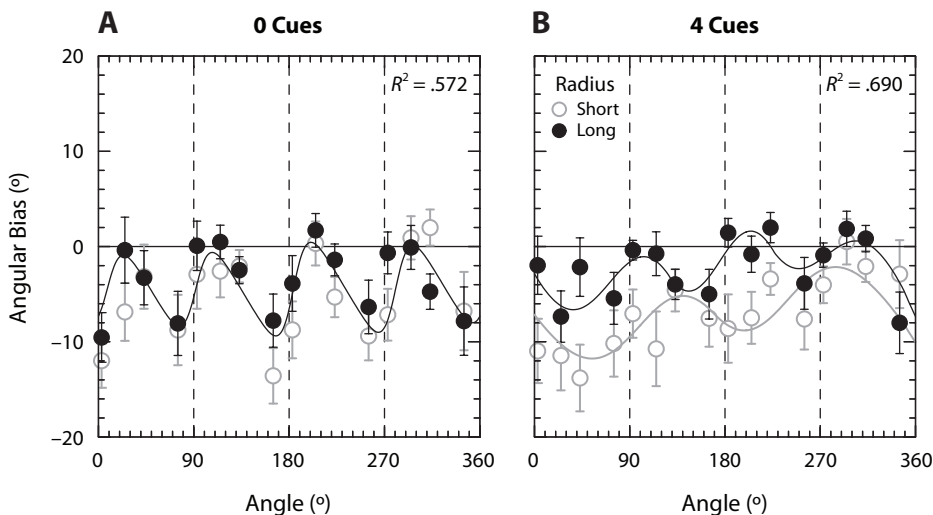 A
0 Cues
B
4 Cues
20
10
0
−10
−20
Angular Bias (º)
R² = .572
0
90
180
270
360
Angle (º)
Radius
Short
Long
R² = .690
0
90
180
270
360
Angle (º)